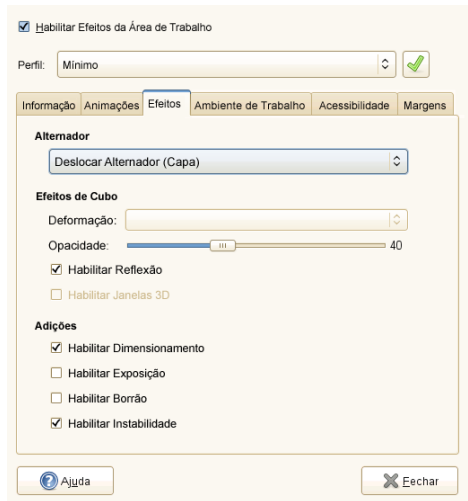 Habilitar Efeitos da Área de Trabalho
Perfil: Mínimo
Informação Animações Efeitos Ambiente de Trabalho Acessibilidade Margens
Alternador
Deslocar Alternador (Capa)
Efeitos de Cubo
Deformação:
Opacidade: 40
Habilitar Reflexão
Habilitar Janelas 3D
Adições
Habilitar Dimensionamento
Habilitar Exposição
Habilitar Borrão
Habilitar Instabilidade
Ajuda Fechar